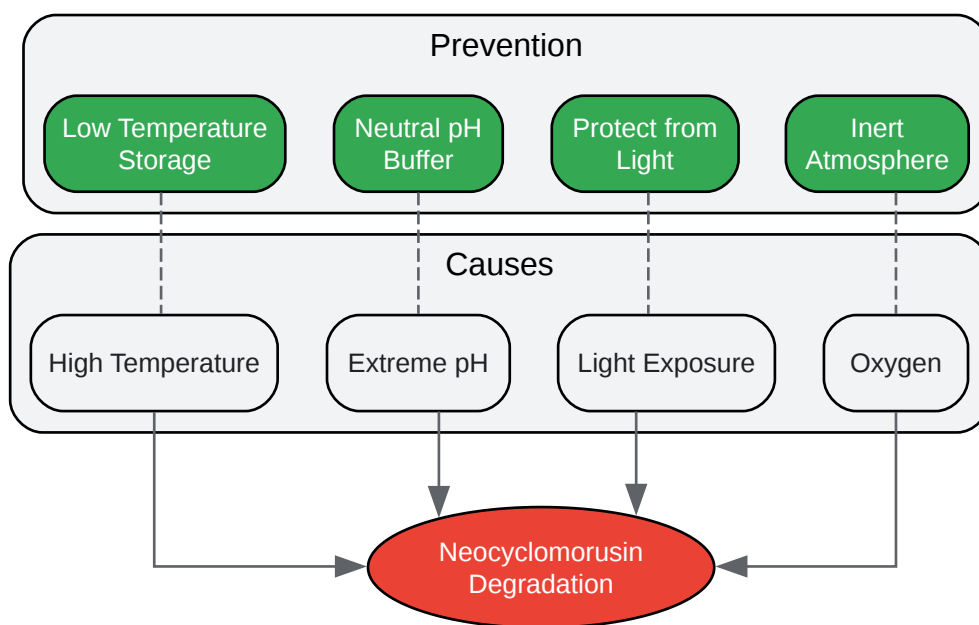 Prevention
Low Temperature
Storage
Neutral pH
Buffer
Protect from
Light
Inert
Atmosphere
Causes
High Temperature
Extreme pH
Light Exposure
Oxygen
Neocyclomorusin
Degradation